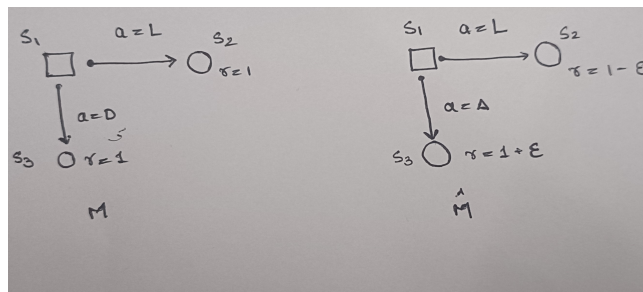 S₁ a = L S₂
r = 1
a = D
S₃ r = 1
M
S₁ a = L S₂
r = 1 - ε
a = Δ
S₃ r = 1 + ε
M̂